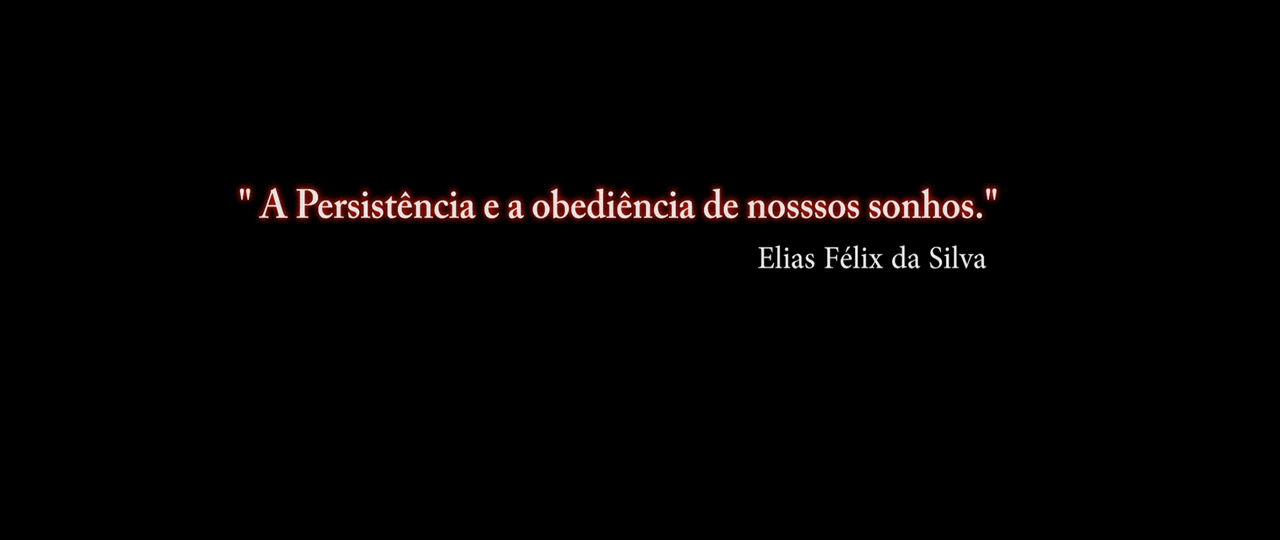 " A Persistência e a obediência de nosssos sonhos."
Elias Félix da Silva